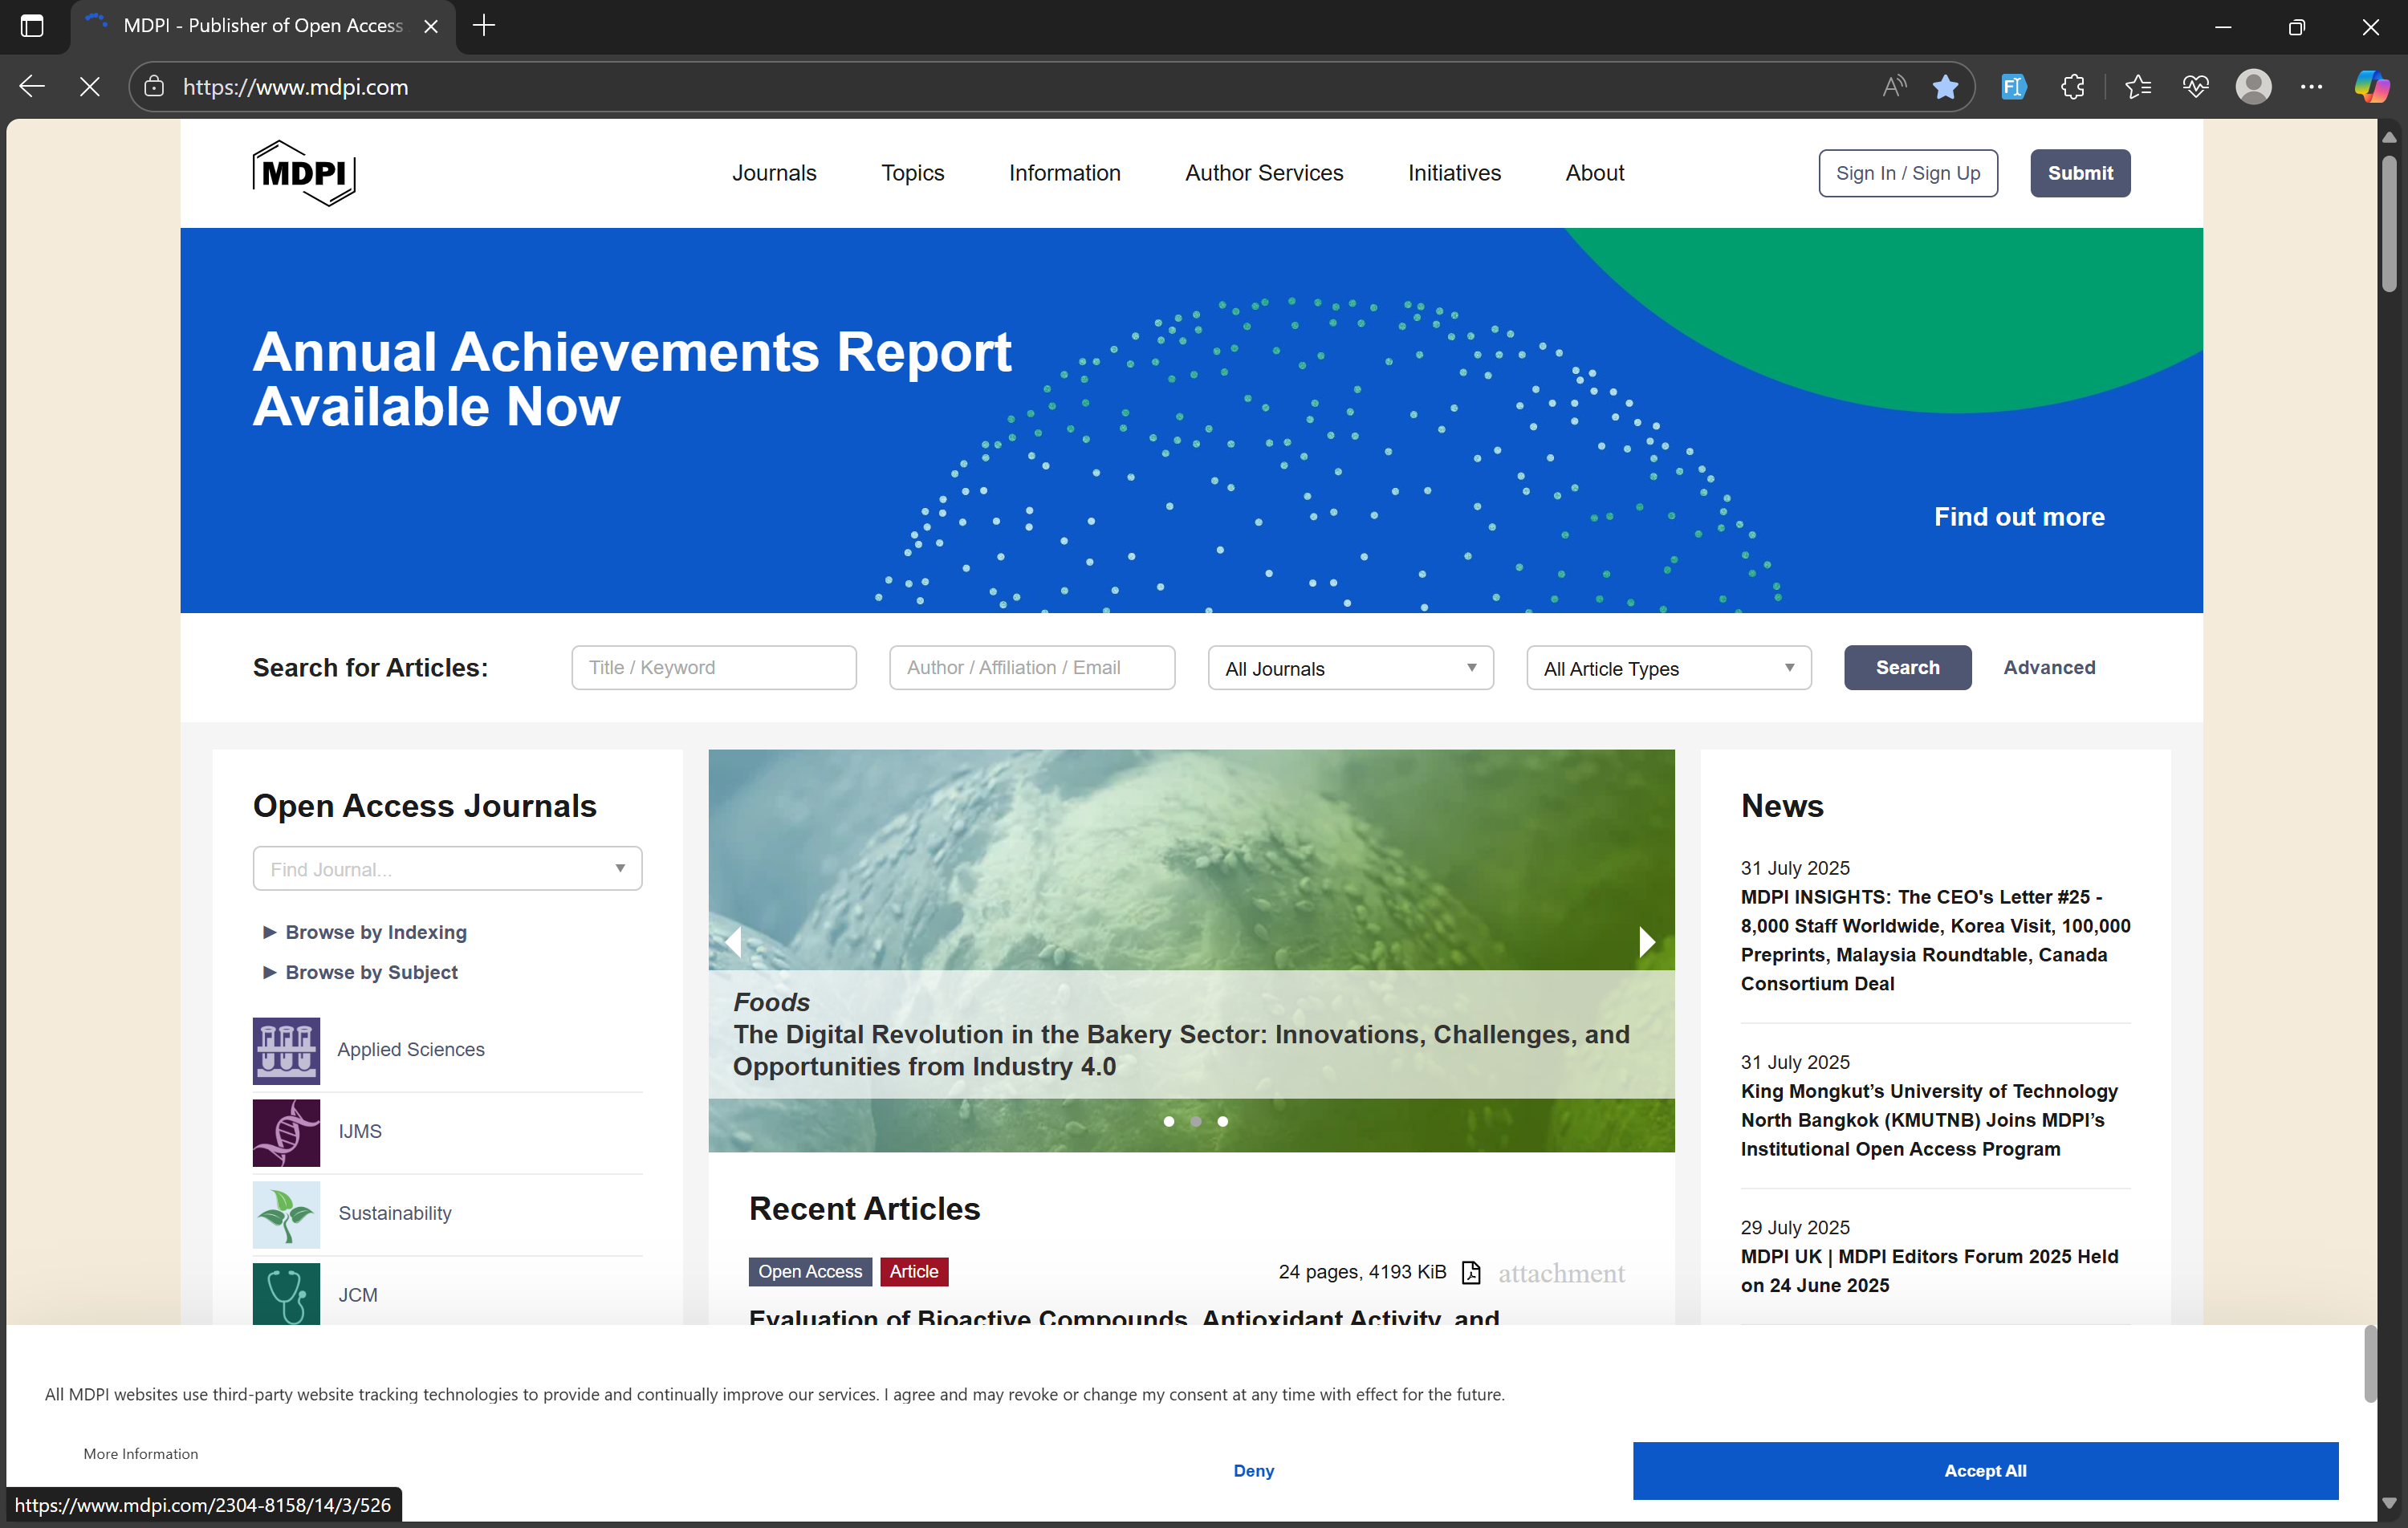 MDPI - Publisher of Open Access
https://www.mdpi.com
MDPI
Journals
Topics
Information
Author Services
Initiatives
About
Sign In / Sign Up
Submit
Annual Achievements Report
Available Now
Find out more
Search for Articles:
Title / Keyword
Author / Affiliation / Email
All Journals
All Article Types
Search
Advanced
Open Access Journals
Find Journal...
Browse by Indexing
Browse by Subject
Applied Sciences
IJMS
Sustainability
JCM
Foods
The Digital Revolution in the Bakery Sector: Innovations, Challenges, and
Opportunities from Industry 4.0
Recent Articles
Open Access
Article
24 pages, 4193 KiB
attachment
Evaluation of Bioactive Compounds, Antioxidant Activity, and
News
31 July 2025
MDPI INSIGHTS: The CEO's Letter #25 -
8,000 Staff Worldwide, Korea Visit, 100,000
Preprints, Malaysia Roundtable, Canada
Consortium Deal
31 July 2025
King Mongkut’s University of Technology
North Bangkok (KMUTNB) Joins MDPI’s
Institutional Open Access Program
29 July 2025
MDPI UK | MDPI Editors Forum 2025 Held
on 24 June 2025
All MDPI websites use third-party website tracking technologies to provide and continually improve our services. I agree and may revoke or change my consent at any time with effect for the future.
More Information
Deny
Accept All
https://www.mdpi.com/2304-8158/14/3/526